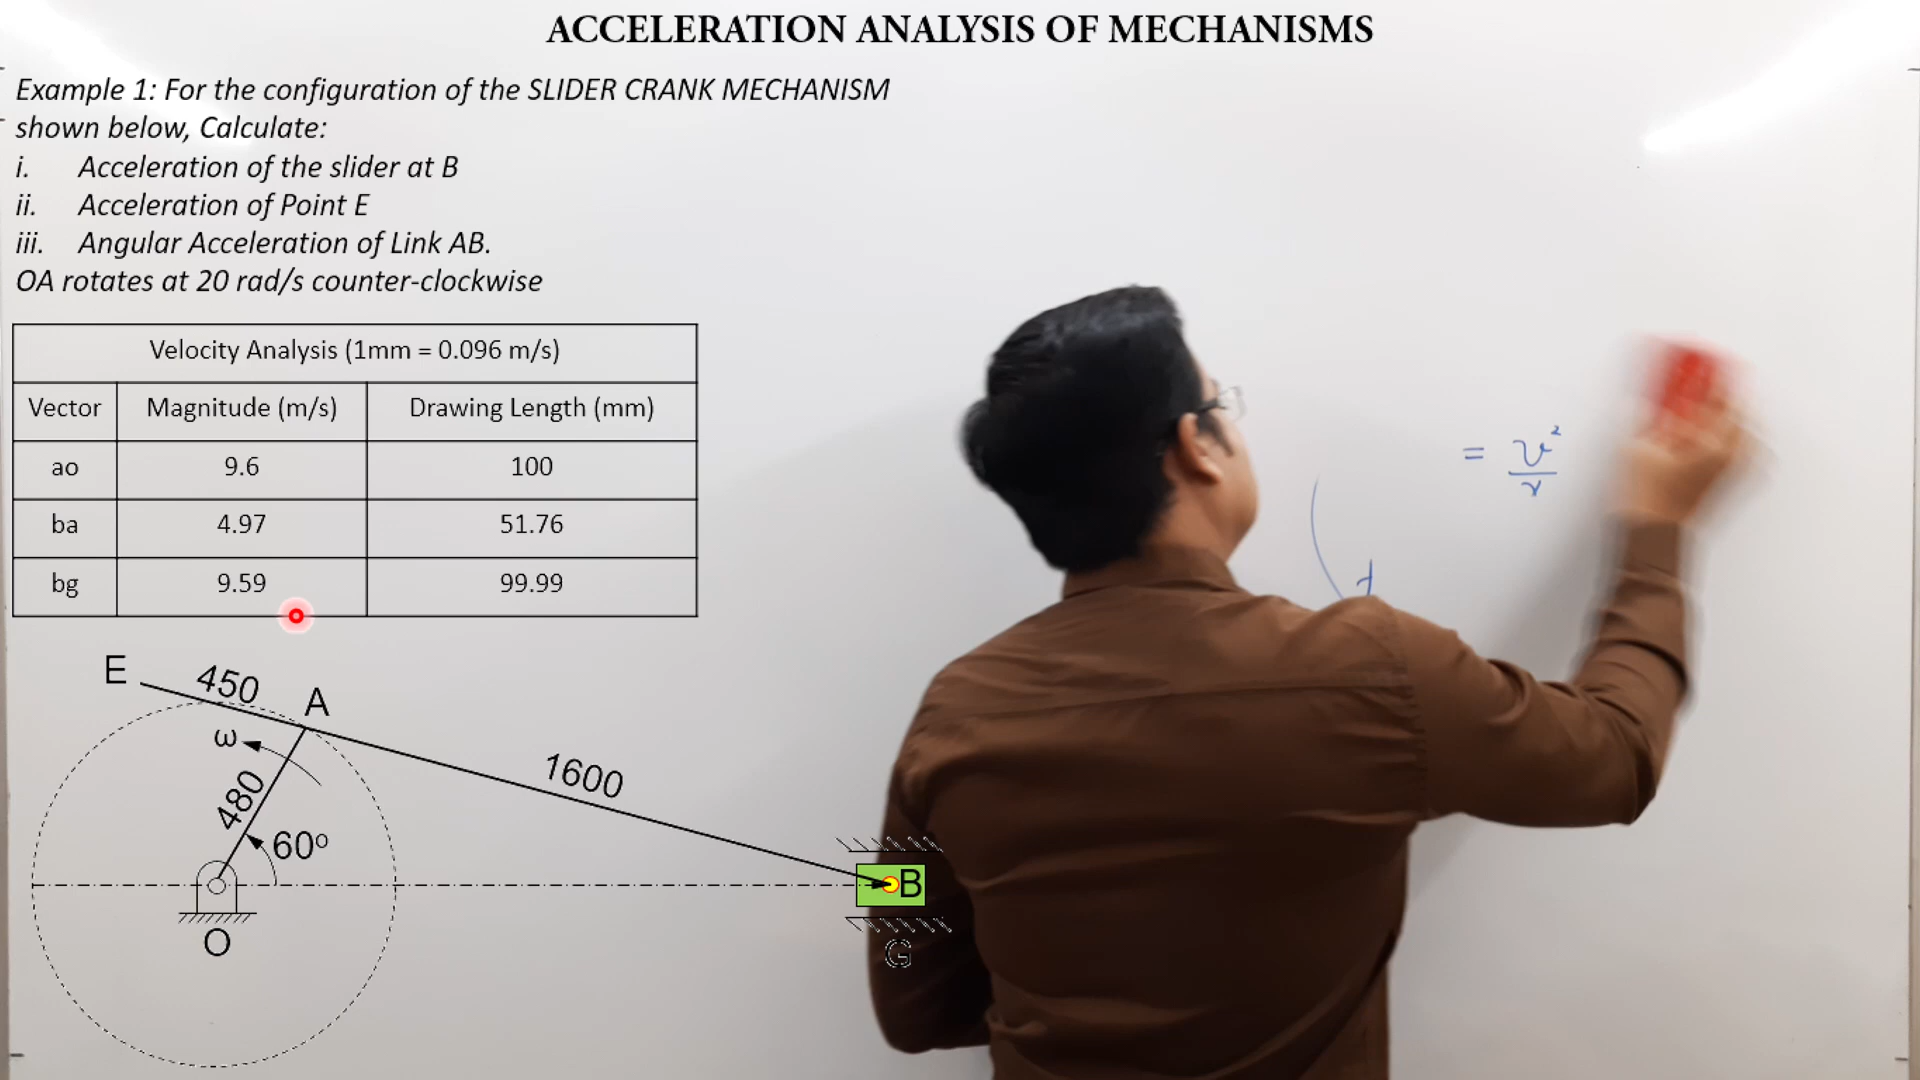 ACCELERATION ANALYSIS OF MECHANISMS
Example 1: For the configuration of the SLIDER CRANK MECHANISM
shown below, Calculate:
i. Acceleration of the slider at B
ii. Acceleration of Point E
iii. Angular Acceleration of Link AB.
OA rotates at 20 rad/s counter-clockwise
Velocity Analysis (1mm = 0.096 m/s)
Vector Magnitude (m/s) Drawing Length (mm)
ao 9.6 100
ba 4.97 51.76
bg 9.59 99.99
= v²/r
E 450 A
ω
480 1600
60º
B
O
G